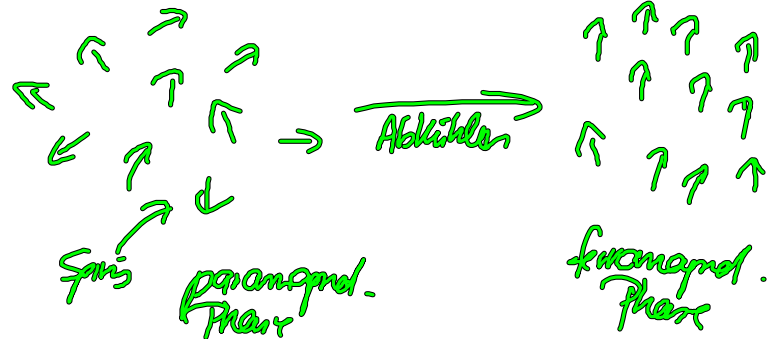 Abkühlen
Spins
paramagnet.
Phase
ferromagnet.
Phase